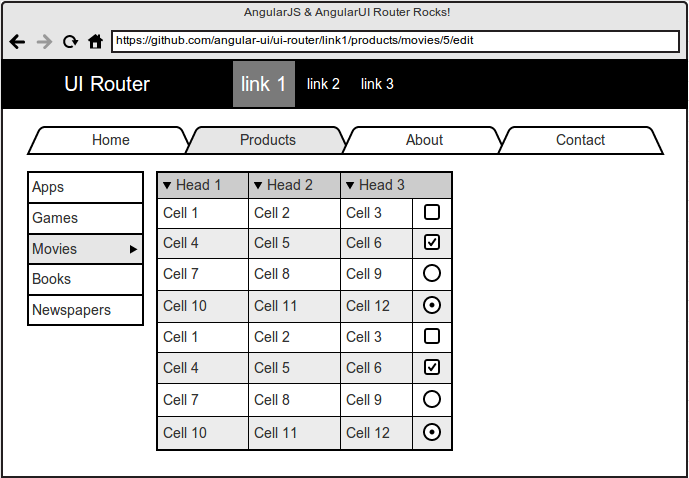 AngularJS & AngularUI Router Rocks!
https://github.com/angular-ui/ui-router/link1/products/movies/5/edit
UI Router link 1 link 2 link 3
Home Products About Contact
Apps
Games
Movies
Books
Newspapers
Head 1 Head 2 Head 3
Cell 1 Cell 2 Cell 3
Cell 4 Cell 5 Cell 6
Cell 7 Cell 8 Cell 9
Cell 10 Cell 11 Cell 12
Cell 1 Cell 2 Cell 3
Cell 4 Cell 5 Cell 6
Cell 7 Cell 8 Cell 9
Cell 10 Cell 11 Cell 12